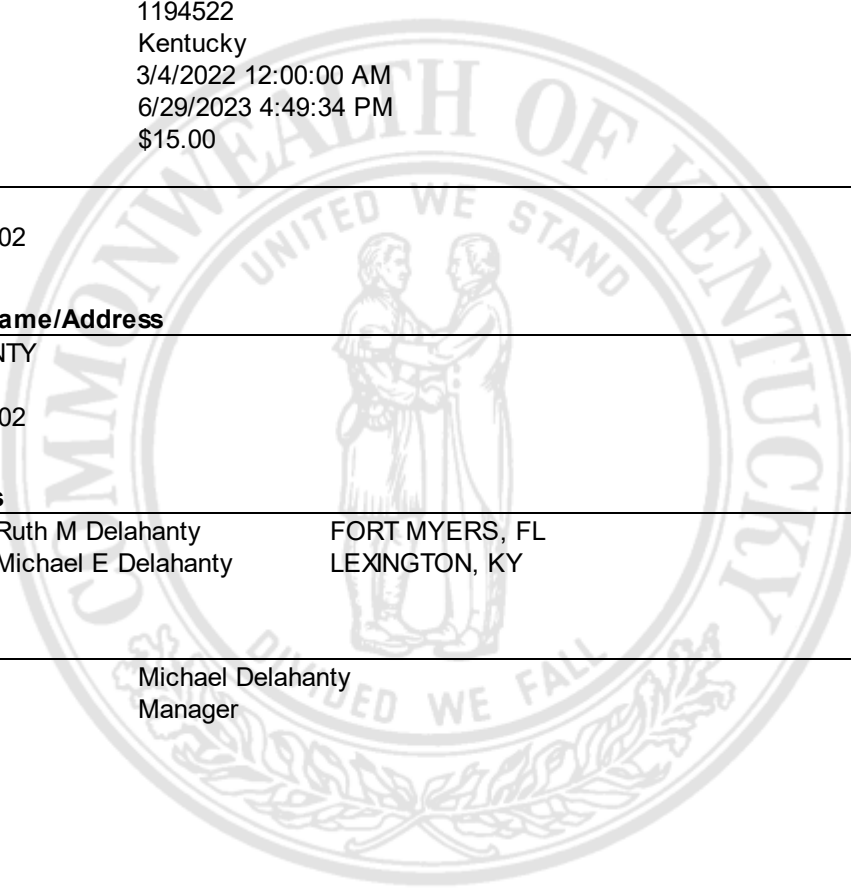 1194522
Kentucky
3/4/2022 12:00:00 AM
6/29/2023 4:49:34 PM
$15.00
02
ame/Address
NTY
02
s
Ruth M Delahanty FORT MYERS, FL
Michael E Delahanty LEXINGTON, KY
Michael Delahanty
Manager
COMMONWEALTH OF KENTUCKY
UNITED WE STAND
DIVIDED WE FALL